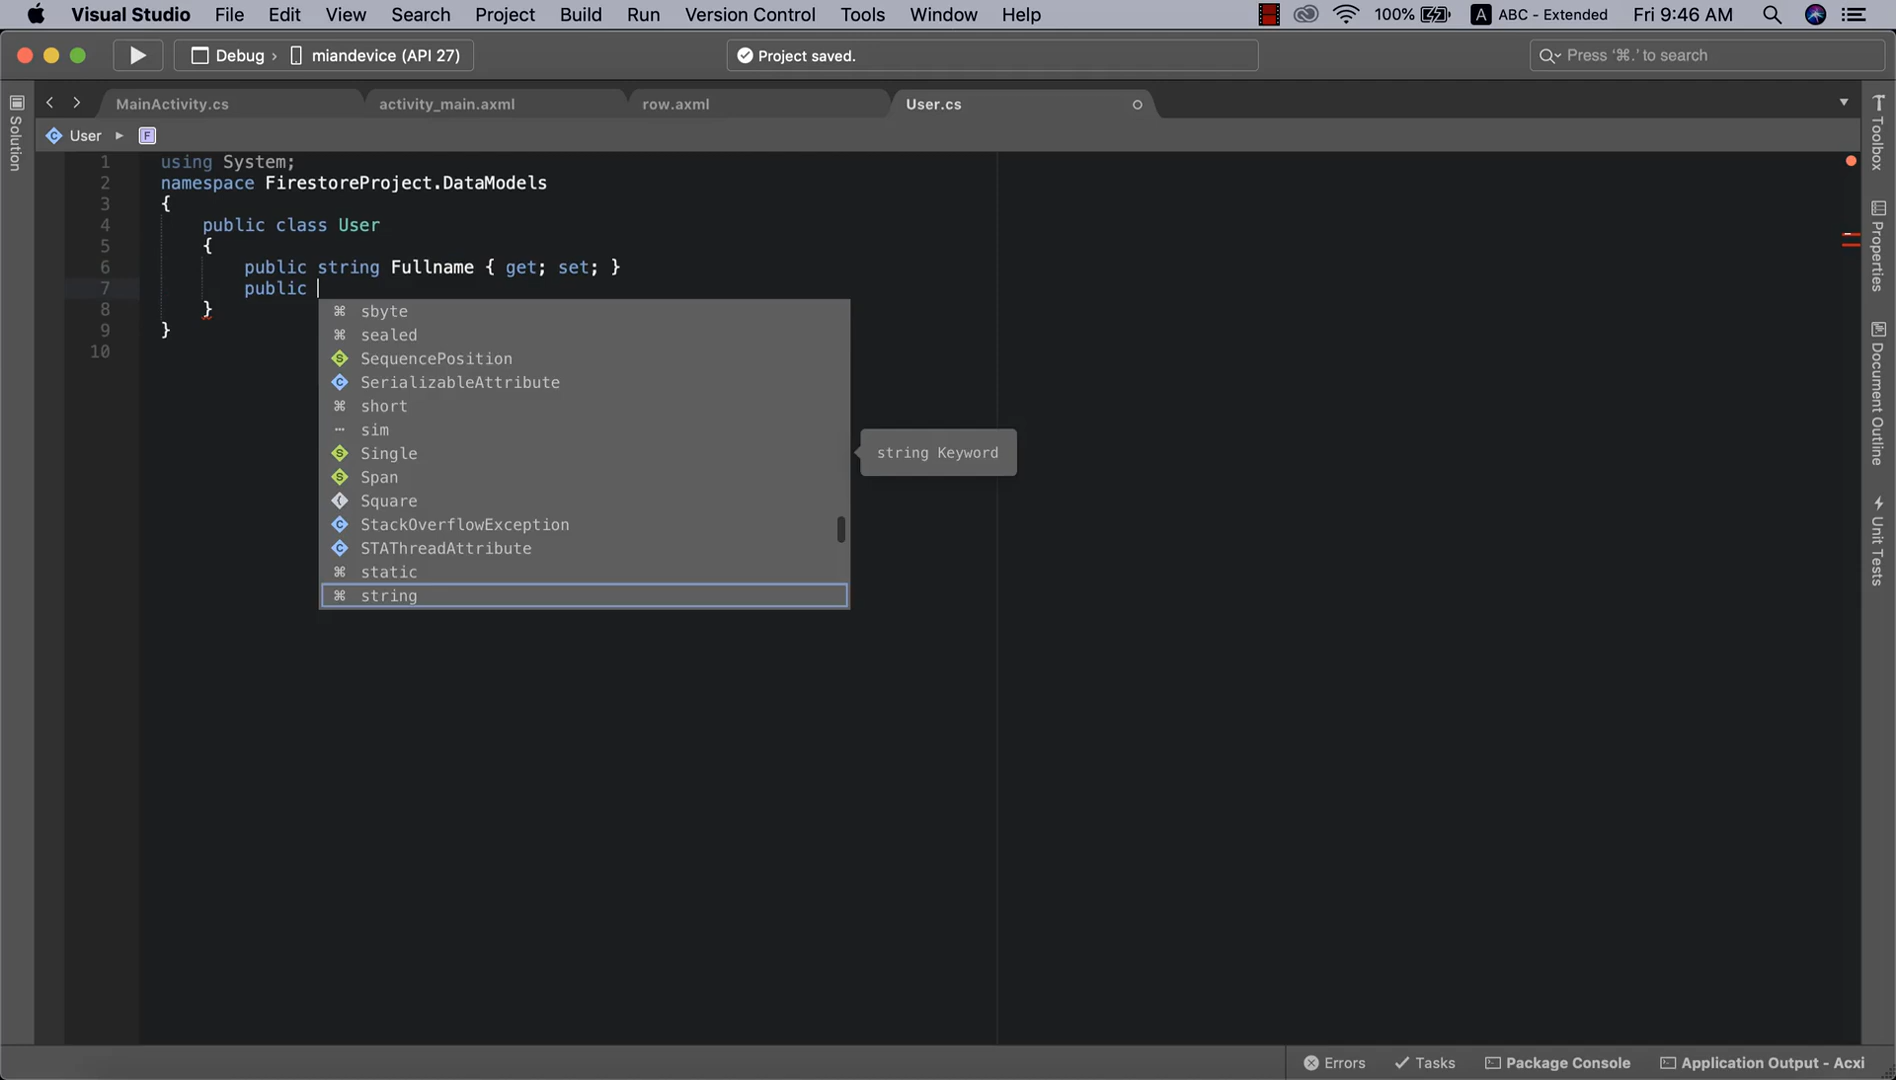 Visual Studio File Edit View Search Project Build Run Version Control Tools Window Help 100% A ABC - Extended Fri 9:46 AM
Debug › miandevice (API 27) Project saved. Press ‘⌘.’ to search
MainActivity.cs activity_main.axml row.axml User.cs
User F
Solution
1 using System;
2 namespace FirestoreProject.DataModels
3 {
4 public class User
5 {
6 public string Fullname { get; set; }
7 public
8 }
9 }
10
⌘ sbyte
⌘ sealed
S SequencePosition
C SerializableAttribute
⌘ short
sim
S Single
S Span
Square
C StackOverflowException
C STAThreadAttribute
⌘ static
⌘ string
string Keyword
Toolbox
Properties
Document Outline
Unit Tests
Errors Tasks Package Console Application Output - Acxi